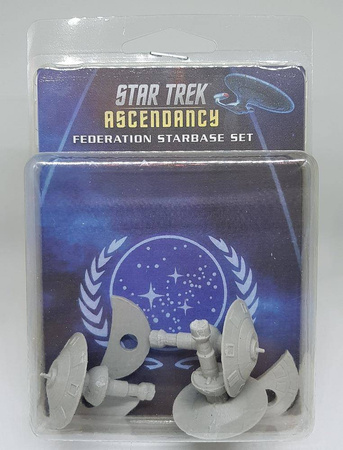 STAR TREK
ASCENDANCY
FEDERATION STARBASE SET